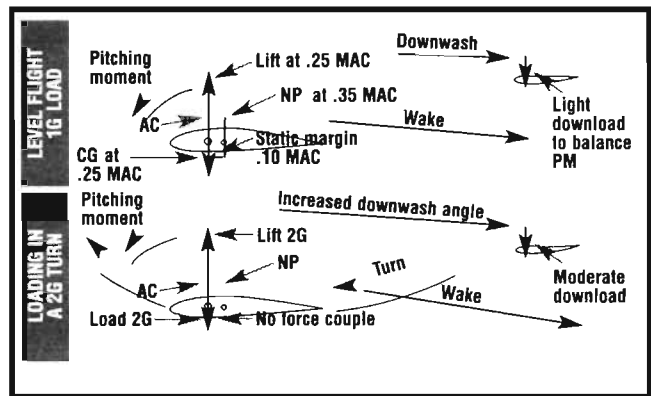 LEVEL FLIGHT
1G LOAD
Pitching
moment
Lift at .25 MAC
NP at .35 MAC
AC
Static margin
.10 MAC
CG at
.25 MAC
Downwash
Wake
Light
download
to balance
PM
LOADING IN
A 2G TURN
Pitching
moment
Lift 2G
NP
AC
Load 2G
No force couple
Increased downwash angle
Turn
Wake
Moderate
download